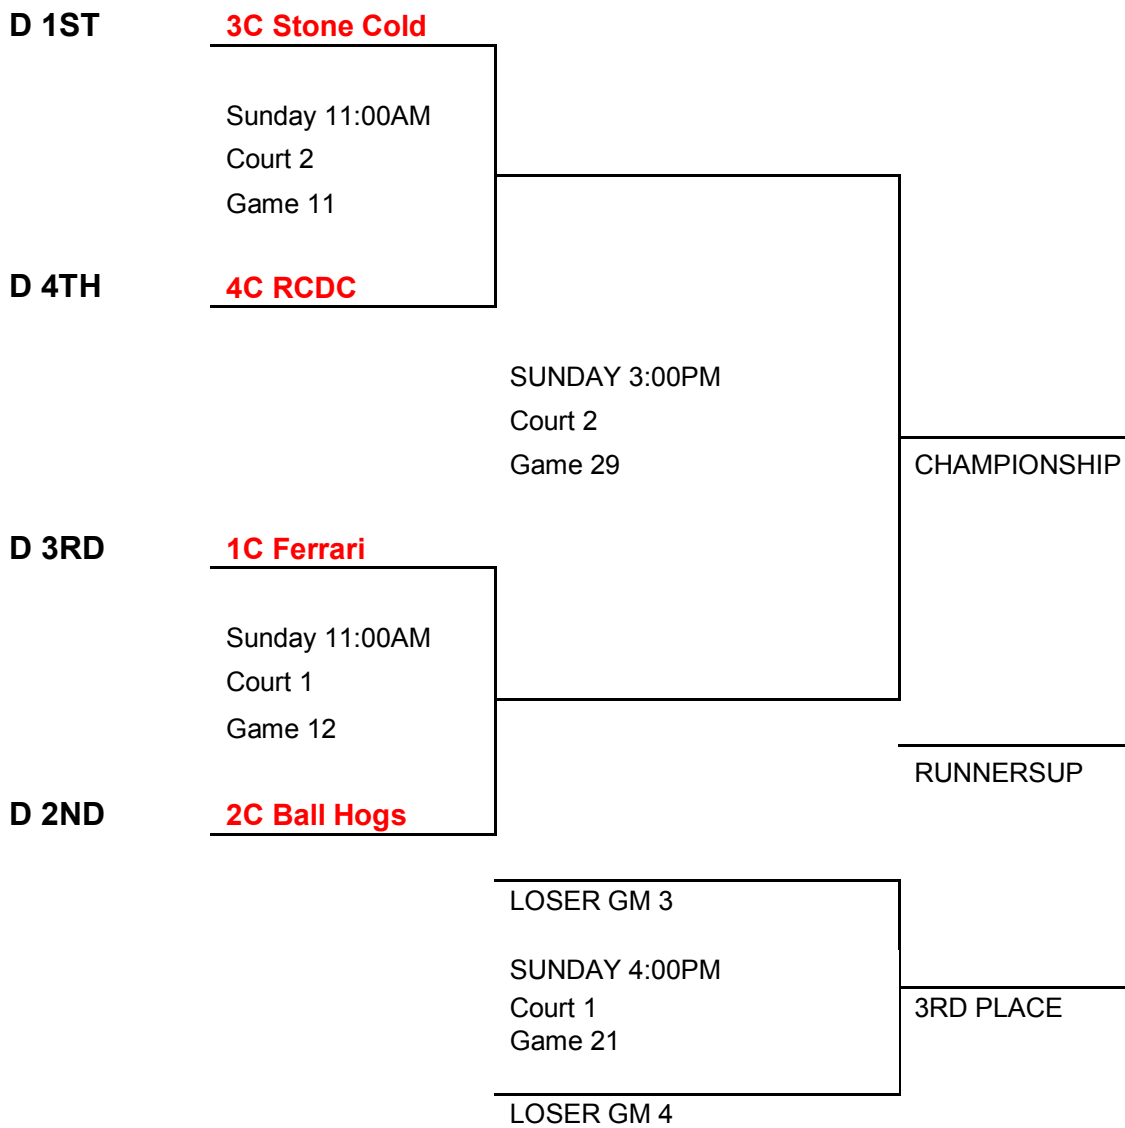 D 1ST 3C Stone Cold
Sunday 11:00AM
Court 2
Game 11
D 4TH 4C RCDC
SUNDAY 3:00PM
Court 2
Game 29 CHAMPIONSHIP
D 3RD 1C Ferrari
Sunday 11:00AM
Court 1
Game 12
RUNNERSUP
D 2ND 2C Ball Hogs
LOSER GM 3
SUNDAY 4:00PM
Court 1 3RD PLACE
Game 21
LOSER GM 4